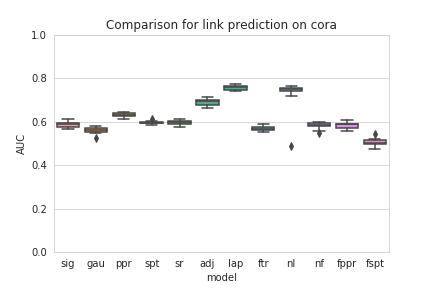 Comparison for link prediction on cora
1.0
0.8
0.6
0.4
0.2
0.0
AUC
sig gau ppr spt sr adj lap ftr nl nf fppr fspt
model